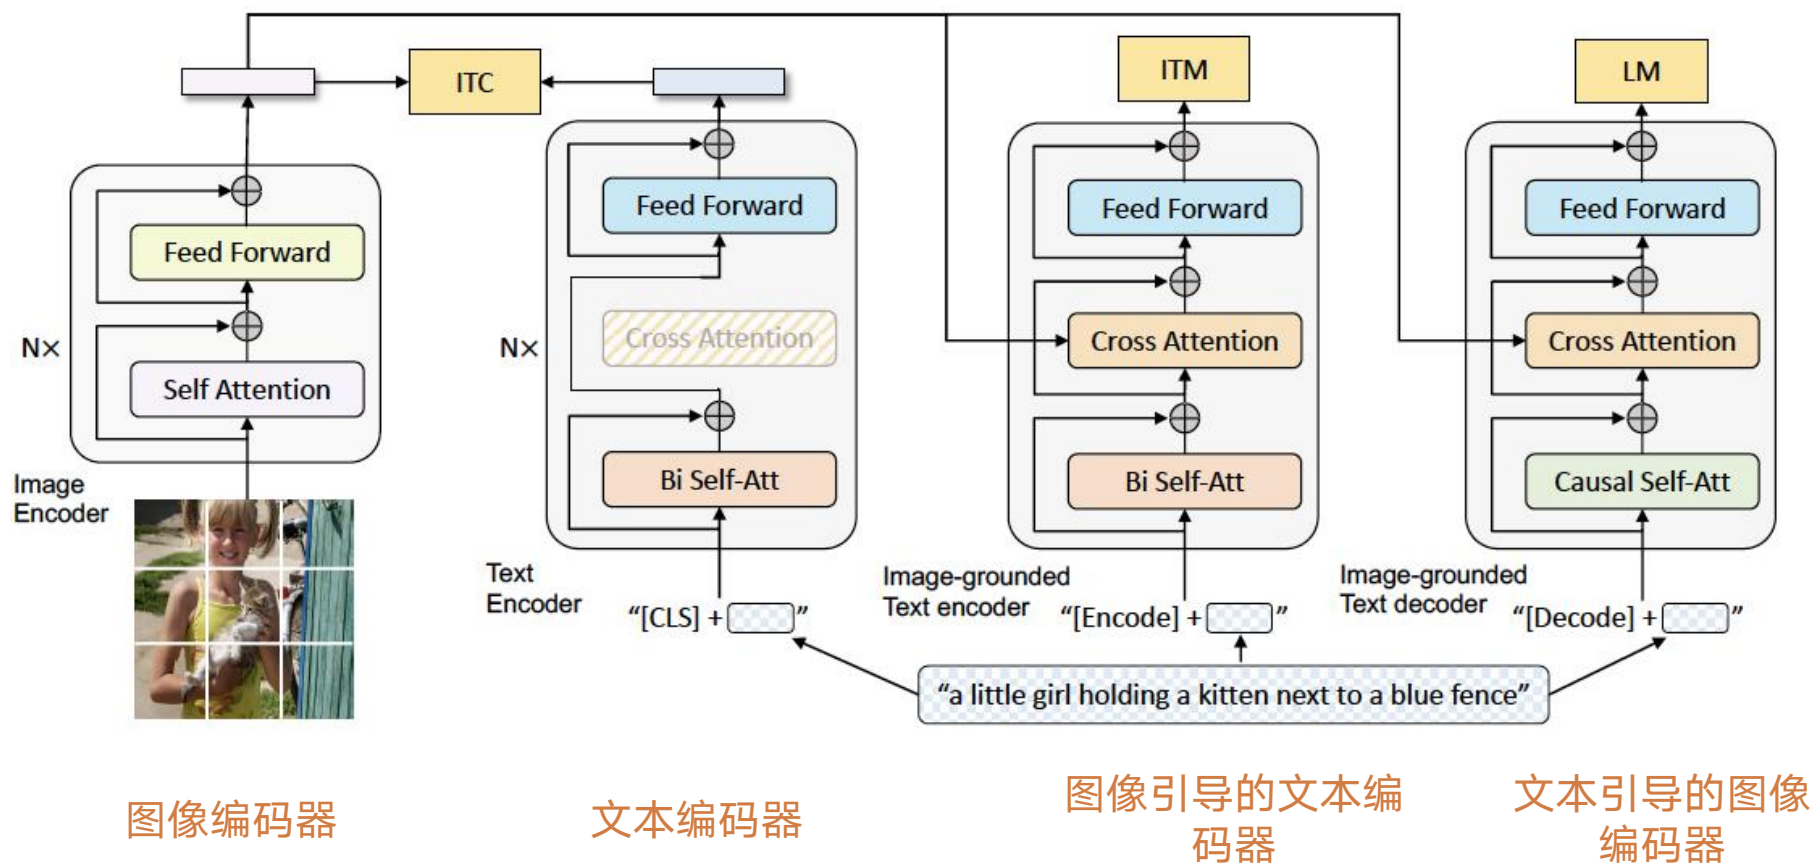 ITC
ITM
LM
Feed Forward
Self Attention
N×
Image
Encoder
Feed Forward
Cross Attention
Bi Self-Att
N×
Text
Encoder
“[CLS] + ”
Feed Forward
Cross Attention
Bi Self-Att
Image-grounded
Text encoder
“[Encode] + ”
Feed Forward
Cross Attention
Causal Self-Att
Image-grounded
Text decoder
“[Decode] + ”
“a little girl holding a kitten next to a blue fence”
图像编码器
文本编码器
图像引导的文本编
码器
文本引导的图像
编码器